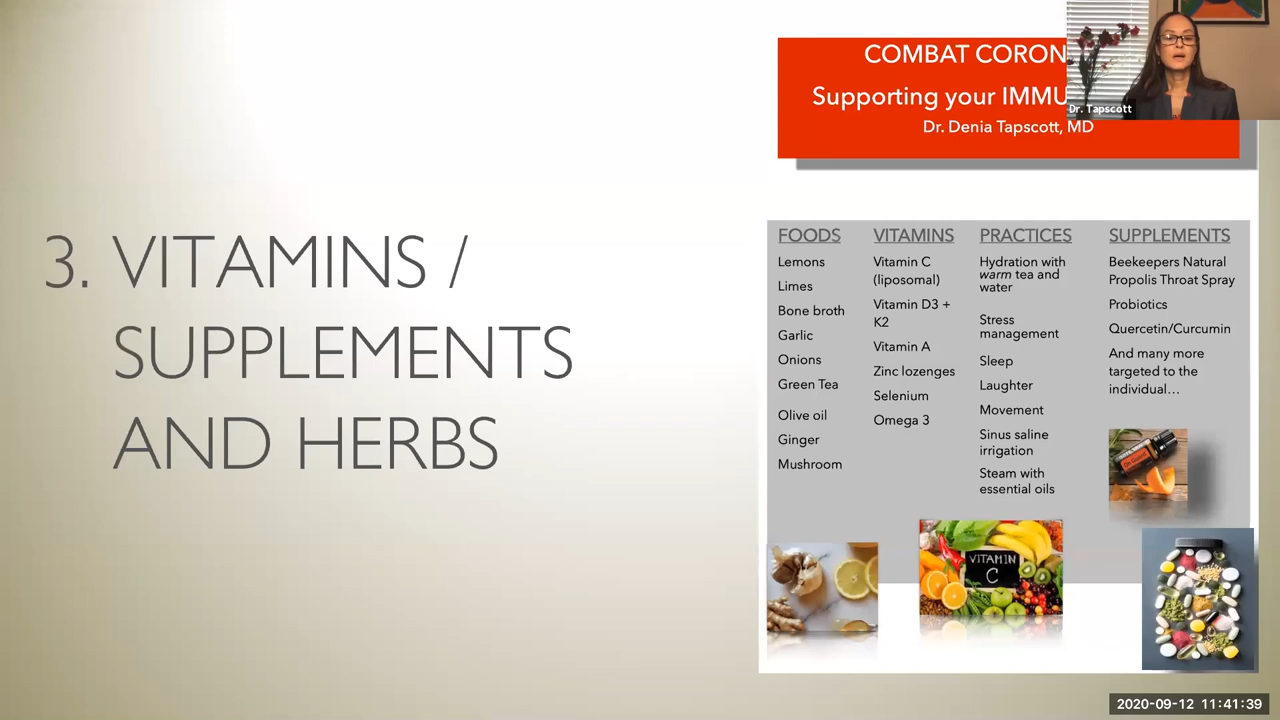 3. VITAMINS /
SUPPLEMENTS
AND HERBS
COMBAT CORON
Supporting your IMMU
Dr. Denia Tapscott, MD
Dr. Tapscott
FOODS
Lemons
Limes
Bone broth
Garlic
Onions
Green Tea
Olive oil
Ginger
Mushroom
VITAMINS
Vitamin C
(liposomal)
Vitamin D3 +
K2
Vitamin A
Zinc lozenges
Selenium
Omega 3
PRACTICES
Hydration with
warm tea and
water
Stress
management
Sleep
Laughter
Movement
Sinus saline
irrigation
Steam with
essential oils
SUPPLEMENTS
Beekeepers Natural
Propolis Throat Spray
Probiotics
Quercetin/Curcumin
And many more
targeted to the
individual...
VITAMIN
C
2020-09-12 11:41:39